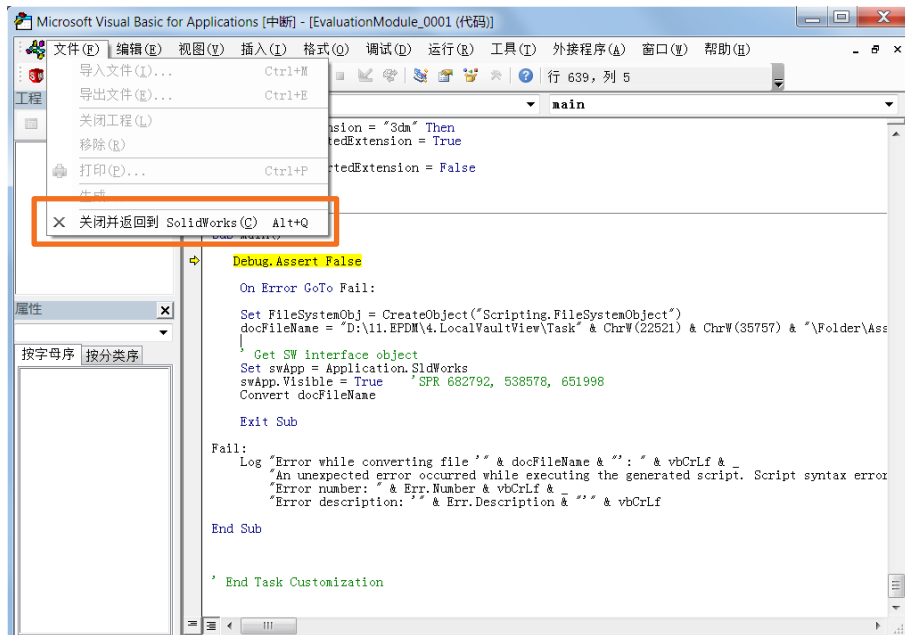 Microsoft Visual Basic for Applications [中断] - [EvaluationModule_0001 (代码)]
文件(F) 编辑(E) 视图(V) 插入(I) 格式(O) 调试(D) 运行(R) 工具(T) 外接程序(A) 窗口(W) 帮助(H)
行 639，列 5
导入文件(I)... Ctrl+M
导出文件(E)... Ctrl+E
关闭工程(L)
移除(R)
打印(P)... Ctrl+P
关闭并返回到 SolidWorks(C) Alt+Q
工程
main
nsion = "3dm" Then
tedExtension = True
rtedExtension = False
Sub main()
Debug.Assert False
On Error GoTo Fail:
Set FileSystemObj = CreateObject("Scripting.FileSystemObject")
docFileName = "D:\11.EPDM\4.LocalVaultView\Task" & ChrW(22521) & ChrW(35757) & "\Folder\Ass
' Get SW interface object
Set swApp = Application.SldWorks
swApp.Visible = True 'SPR 682792, 538578, 651998
Convert docFileName
Exit Sub
Fail:
Log "Error while converting file '" & docFileName & "': " & vbCrLf & _
"An unexpected error occurred while executing the generated script. Script syntax error
"Error number: " & Err.Number & vbCrLf & _
"Error description: '" & Err.Description & "'" & vbCrLf
End Sub
' End Task Customization
属性
按字母序 按分类序